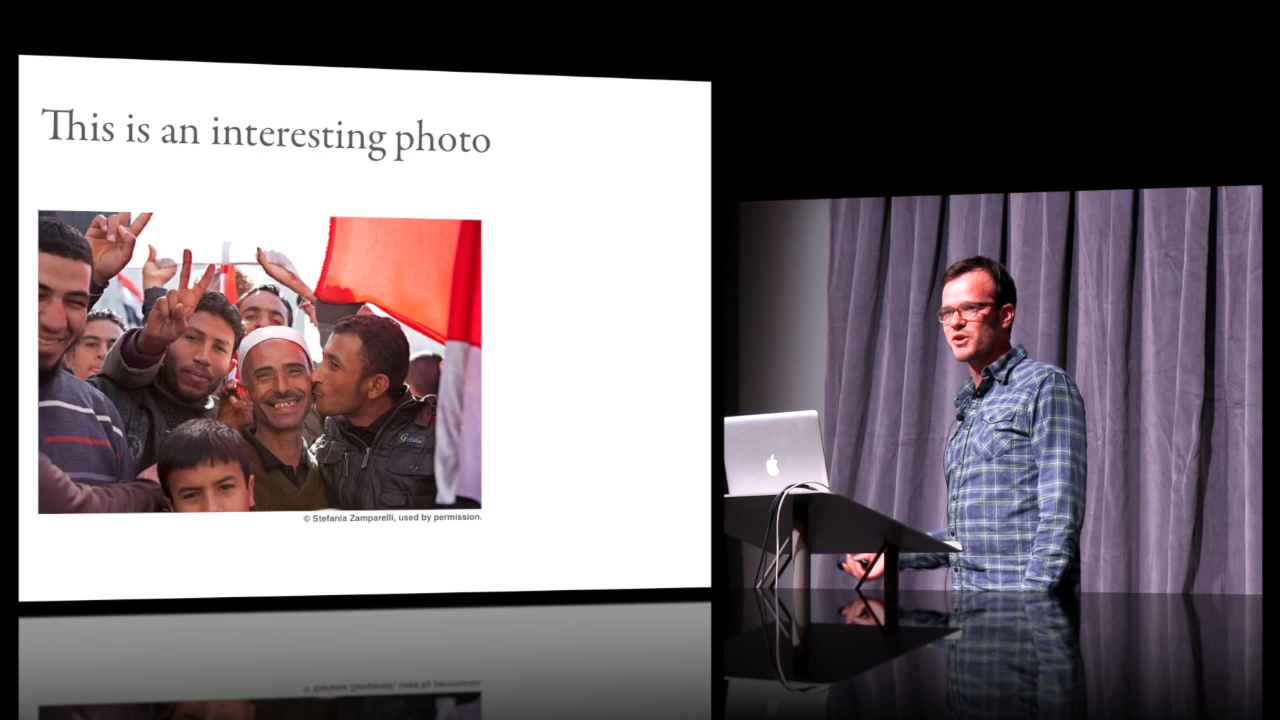 This is an interesting photo
© Stefania Zamparelli, used by permission.